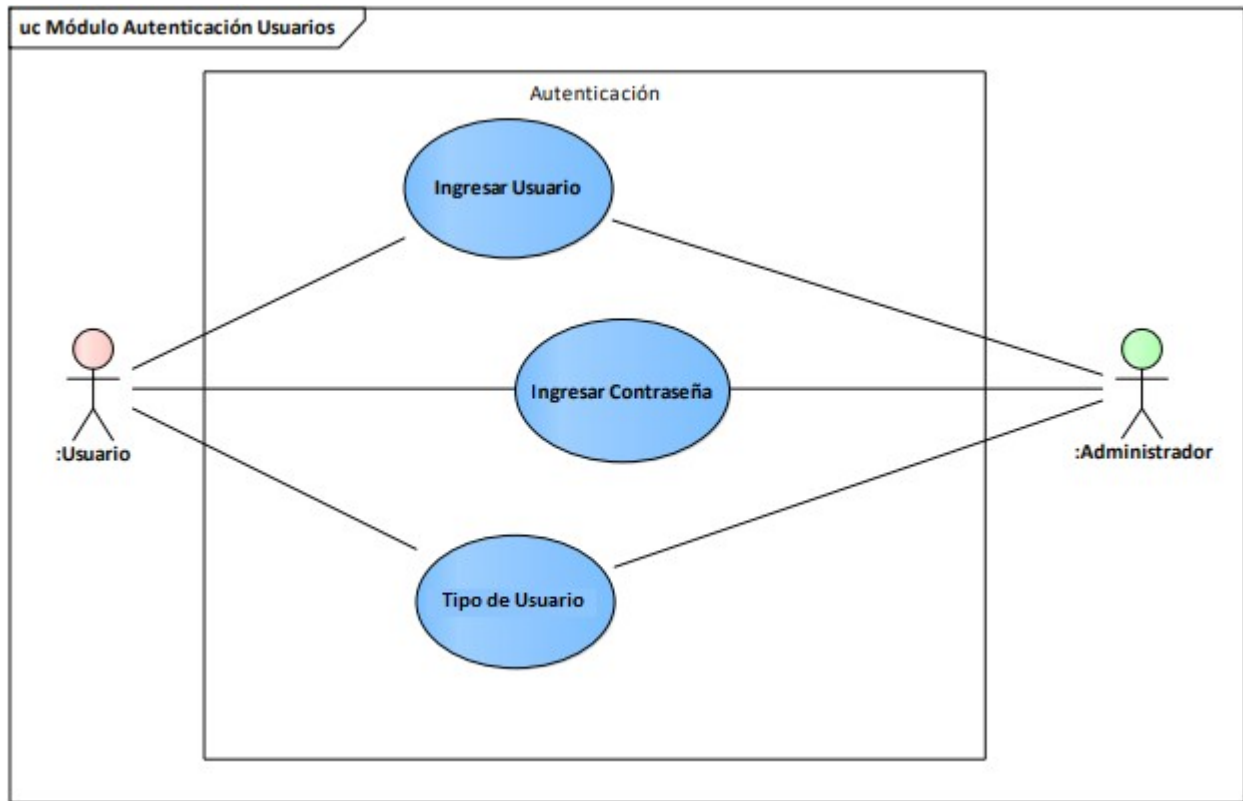 uc Módulo Autenticación Usuarios
Autenticación
Ingresar Usuario
Ingresar Contraseña
:Usuario
:Administrador
Tipo de Usuario